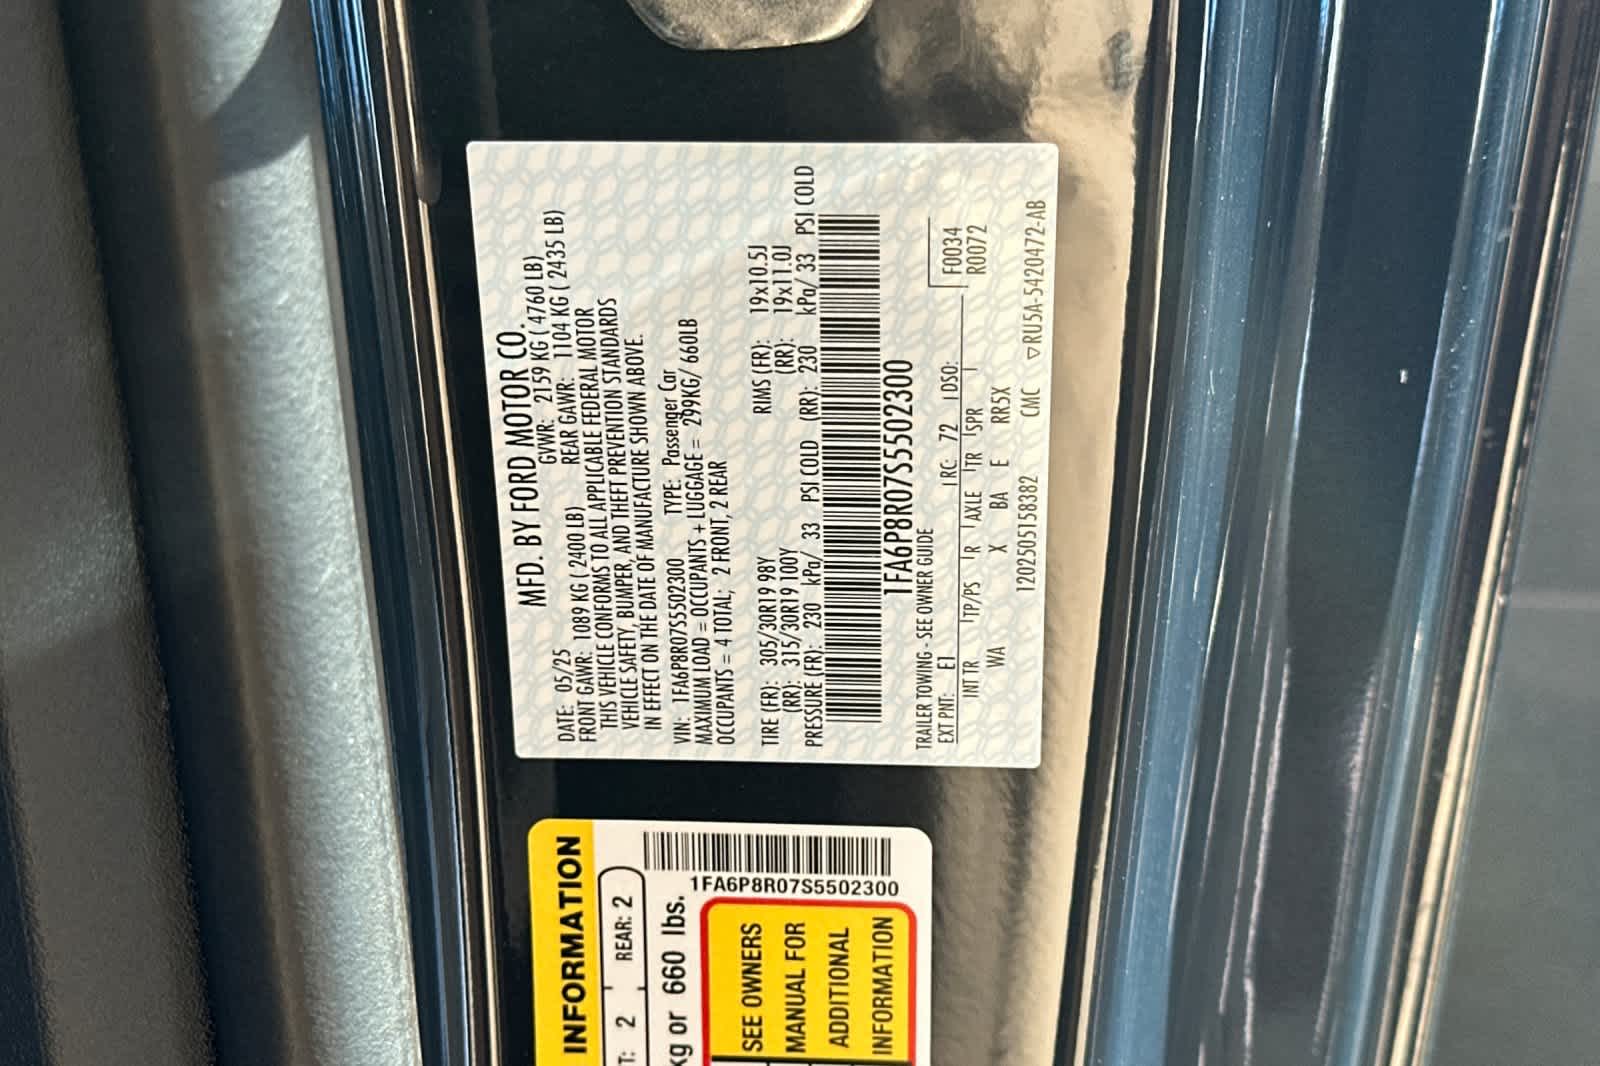 MFD. BY FORD MOTOR CO.
DATE: 05/25 GVWR: 2159 KG ( 4760 LB)
FRONT GAWR: 1089 KG ( 2400 LB) REAR GAWR: 1104 KG ( 2435 LB)
THIS VEHICLE CONFORMS TO ALL APPLICABLE FEDERAL MOTOR
VEHICLE SAFETY, BUMPER, AND THEFT PREVENTION STANDARDS
IN EFFECT ON THE DATE OF MANUFACTURE SHOWN ABOVE.
VIN: 1FA6P8R07S5502300 TYPE: Passenger Car
MAXIMUM LOAD = OCCUPANTS + LUGGAGE = 299KG/ 660LB
OCCUPANTS = 4 TOTAL; 2 FRONT, 2 REAR
TIRE (FR): 305/30R19 98Y RIMS (FR): 19x10.5J
(RR): 315/30R19 100Y (RR): 19x11.0J
PRESSURE (FR): 230 kPa/ 33 PSI COLD (RR): 230 kPa/ 33 PSI COLD
1FA6P8R07S5502300
TRAILER TOWING - SEE OWNER GUIDE
EXT PNT: E1 RC: 72 DSO: F0034
R0072
INT TR TP/PS R AXLE TR SPR
WA X BA E RR5X
120250515838​2 CMC ▽RU5A-5420472-AB
INFORMATION
T: 2 REAR: 2
kg or 660 lbs.
1FA6P8R07S5502300
SEE OWNERS
MANUAL FOR
ADDITIONAL
INFORMATION